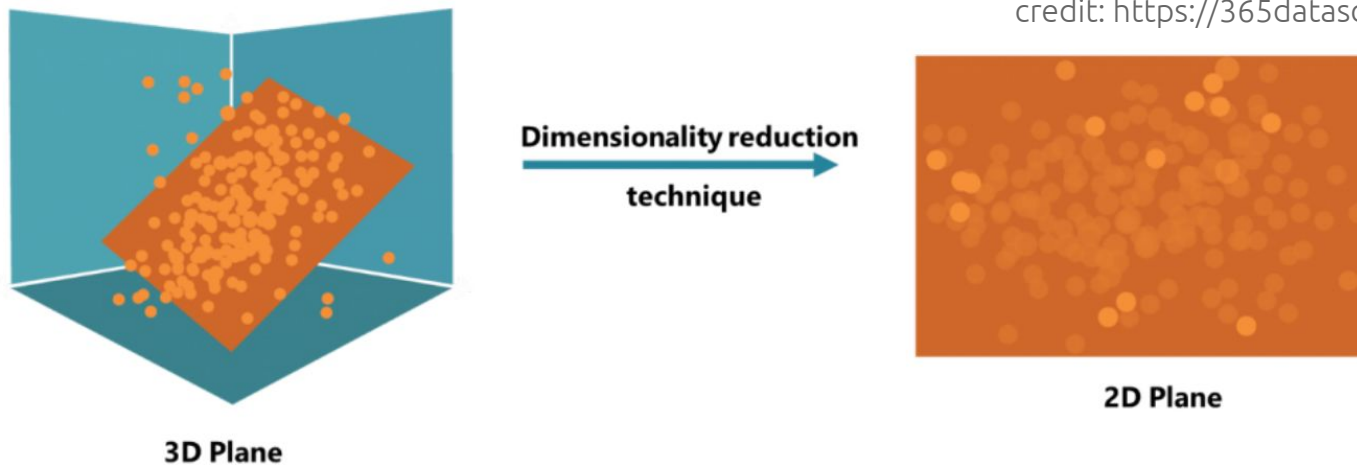 credit: https://365datasc
Dimensionality reduction
technique
2D Plane
3D Plane